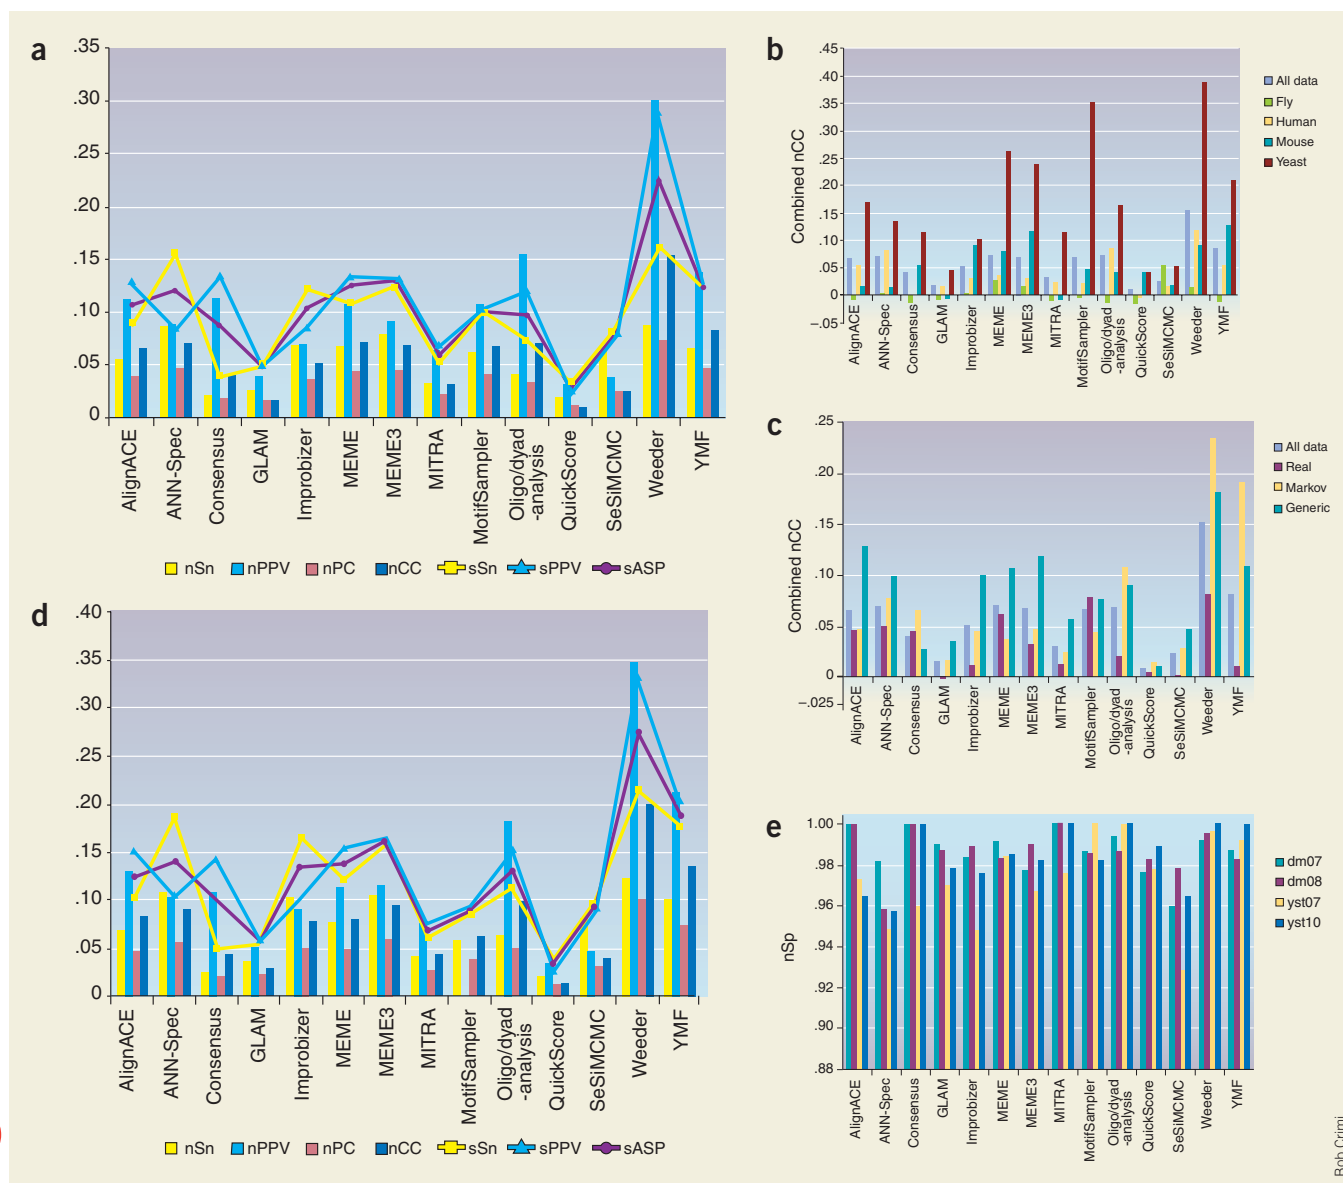 a
.35
.30
.20
.15
.10
.05
0
AlignACE
ANN-Spec
Consensus
GLAM
Improbizer
MEME
MEME3
MITRA
MotifSampler
Oligo/dyad
-analysis
QuickScore
SeSiMCMC
Weeder
YMF
nSn nPPV nPC nCC sSn sPPV sASP
b
Combined nCC
.45
.40
.35
.30
.25
.20
.15
.10
.05
0
–.05
AlignACE
ANN-Spec
Consensus
GLAM
Improbizer
MEME
MEME3
MITRA
MotifSampler
Oligo/dyad
-analysis
QuickScore
SeSiMCMC
Weeder
YMF
All data
Fly
Human
Mouse
Yeast
c
Combined nCC
.25
.20
.15
.10
.05
0
–.025
AlignACE
ANN-Spec
Consensus
GLAM
Improbizer
MEME
MEME3
MITRA
MotifSampler
Oligo/dyad
-analysis
QuickScore
SeSiMCMC
Weeder
YMF
All data
Real
Markov
Generic
d
.40
.35
.30
.25
.20
.15
.10
.05
0
AlignACE
ANN-Spec
Consensus
GLAM
Improbizer
MEME
MEME3
MITRA
MotifSampler
Oligo/dyad
-analysis
QuickScore
SeSiMCMC
Weeder
YMF
nSn nPPV nPC nCC sSn sPPV sASP
e
nSp
1.00
.98
.96
.94
.92
.90
.88
AlignACE
ANN-Spec
Consensus
GLAM
Improbizer
MEME
MEME3
MITRA
MotifSampler
Oligo/dyad
-analysis
QuickScore
SeSiMCMC
Weeder
YMF
dm07
dm08
yst07
yst10
Bob Crimi